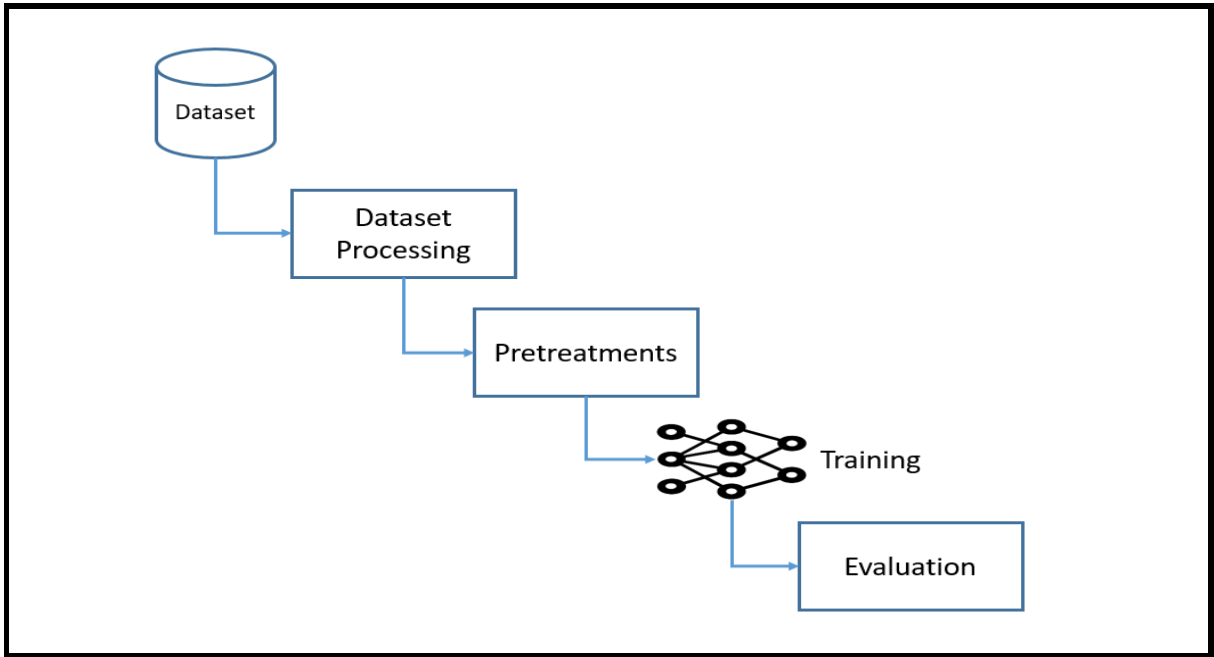 Dataset
Dataset
Processing
Pretreatments
Training
Evaluation